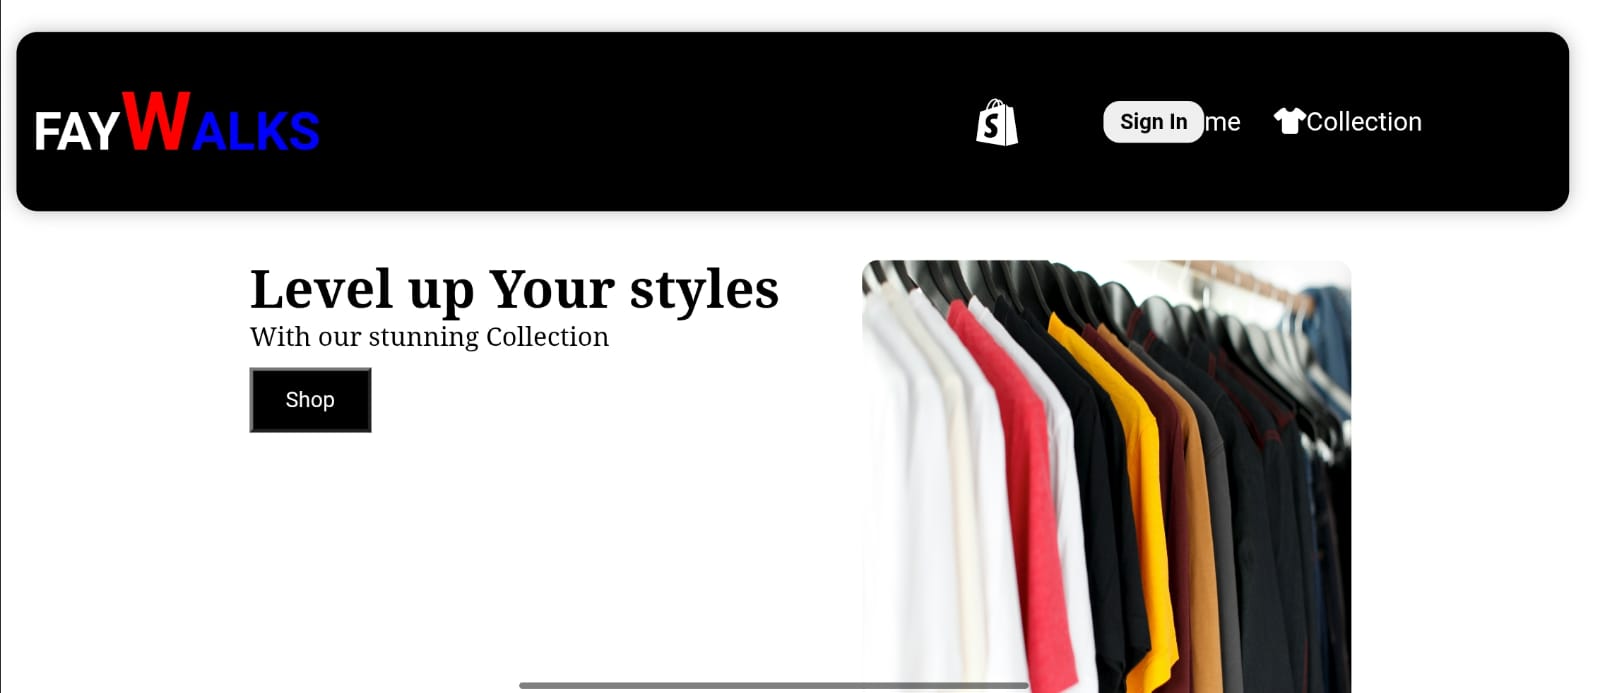 FAYWALKS
Sign In me Collection
Level up Your styles
With our stunning Collection
Shop